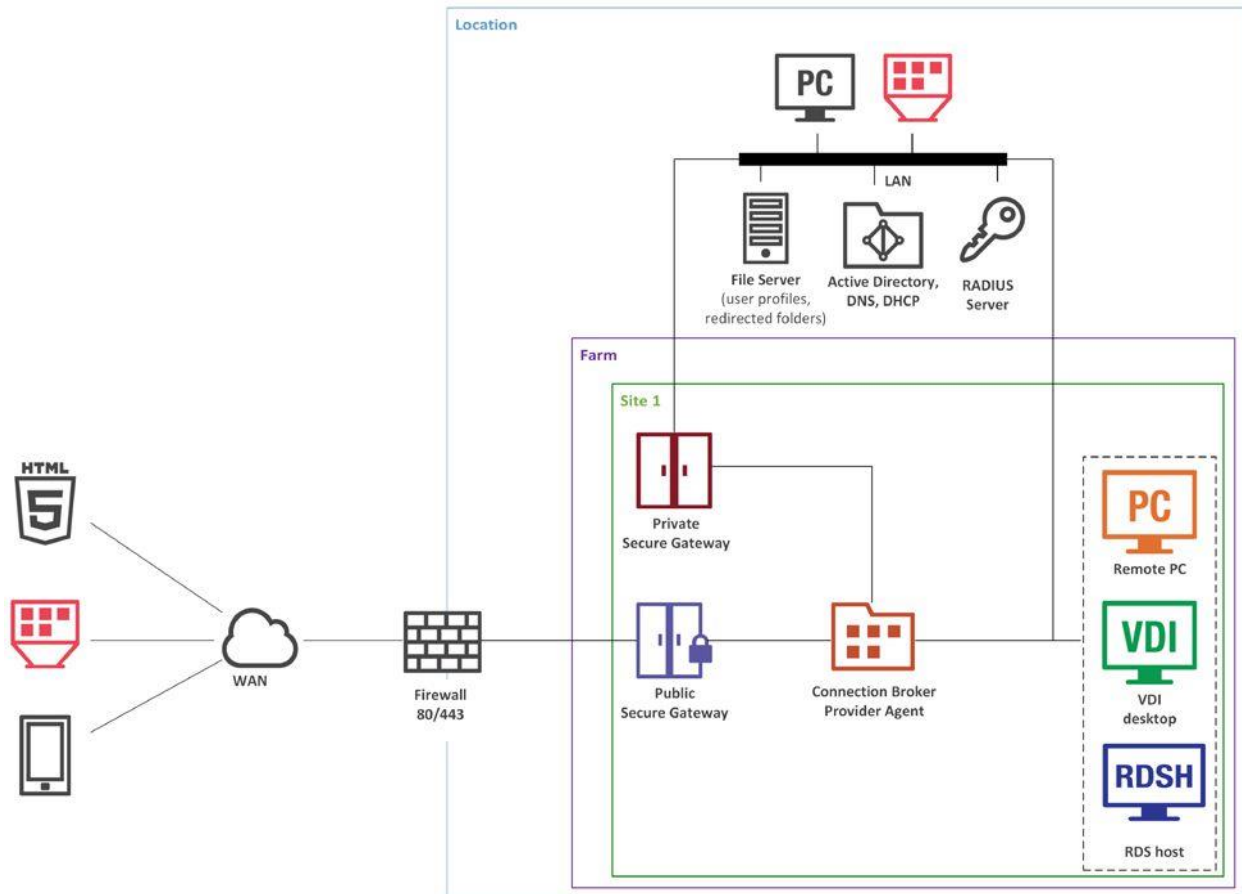 Location
PC
LAN
File Server
(user profiles,
redirected folders)
Active Directory,
DNS, DHCP
RADIUS
Server
Farm
Site 1
HTML
5
WAN
Firewall
80/443
Private
Secure Gateway
Public
Secure Gateway
Connection Broker
Provider Agent
PC
Remote PC
VDI
VDI
desktop
RDSH
RDS host